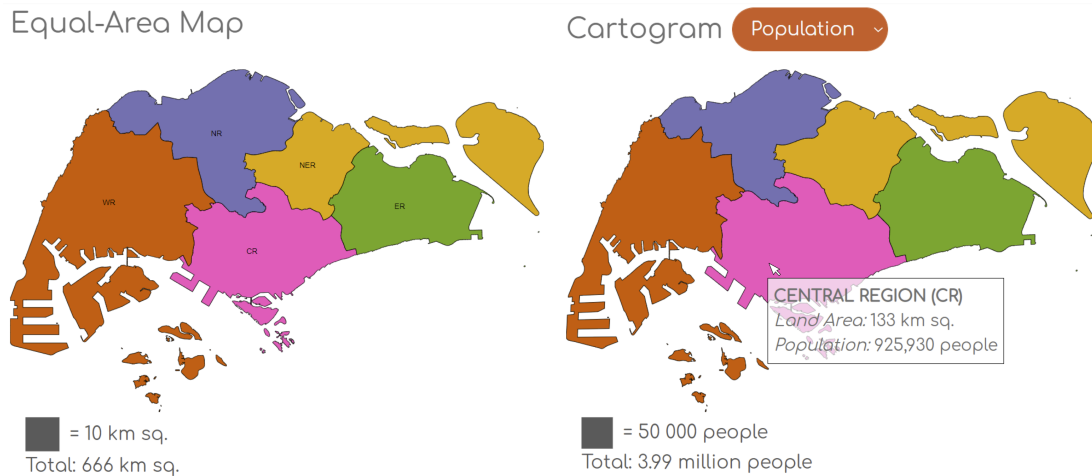 Equal-Area Map
NR
NER
WR
ER
CR
= 10 km sq.
Total: 666 km sq.
Cartogram
Population
CENTRAL REGION (CR)
Land Area: 133 km sq.
Population: 925,930 people
= 50 000 people
Total: 3.99 million people